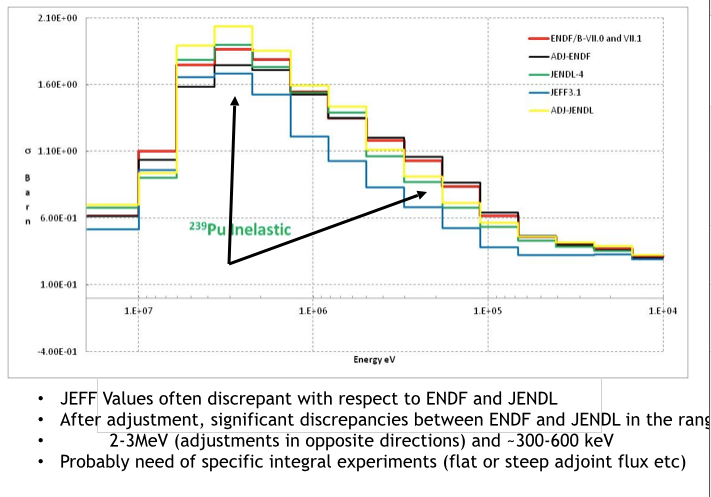 2.10E+00
1.60E+00
1.10E+00
6.00E-01
1.00E-01
-4.00E-01
σ
B
a
r
n
ENDF/B-VII.0 and VII.1
ADJ-ENDF
JENDL-4
JEFF3.1
ADJ-JENDL
239Pu Inelastic
1.E+07 1.E+06 1.E+05 1.E+04
Energy eV
• JEFF Values often discrepant with respect to ENDF and JENDL
• After adjustment, significant discrepancies between ENDF and JENDL in the rang
• 2-3MeV (adjustments in opposite directions) and ~300-600 keV
• Probably need of specific integral experiments (flat or steep adjoint flux etc)